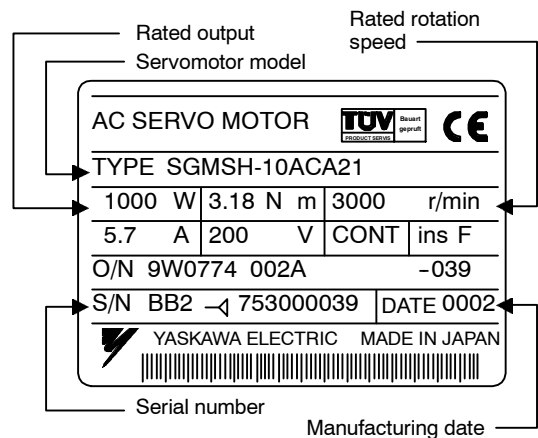 Rated output
Rated rotation speed
Servomotor model
AC SERVO MOTOR
TÜV
PRODUCT SERVIS
Bauart
gepruft
CE
TYPE SGMSH-10ACA21
1000 W 3.18 N m 3000 r/min
5.7 A 200 V CONT ins F
O/N 9W0774 002A -039
S/N BB2 753000039 DATE 0002
YASKAWA ELECTRIC MADE IN JAPAN
Serial number
Manufacturing date